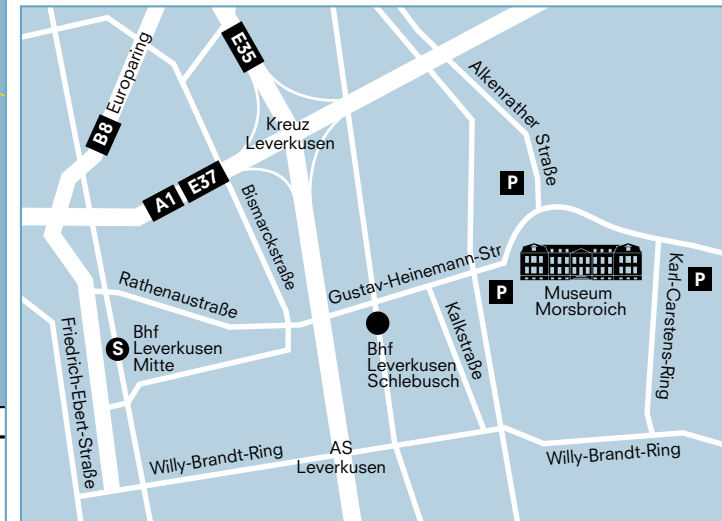 E35
Europaring
B8
Alkenrather Straße
Kreuz
Leverkusen
A1
E37
P
Bismarckstraße
Gustav-Heinemann-Str
Rathenaustraße
P
P
Museum
Morsbroich
Karl-Carstens-Ring
Kalkstraße
Friedrich-Ebert-Straße
S
Bhf
Leverkusen
Mitte
Bhf
Leverkusen
Schlebusch
AS
Leverkusen
Willy-Brandt-Ring
Willy-Brandt-Ring